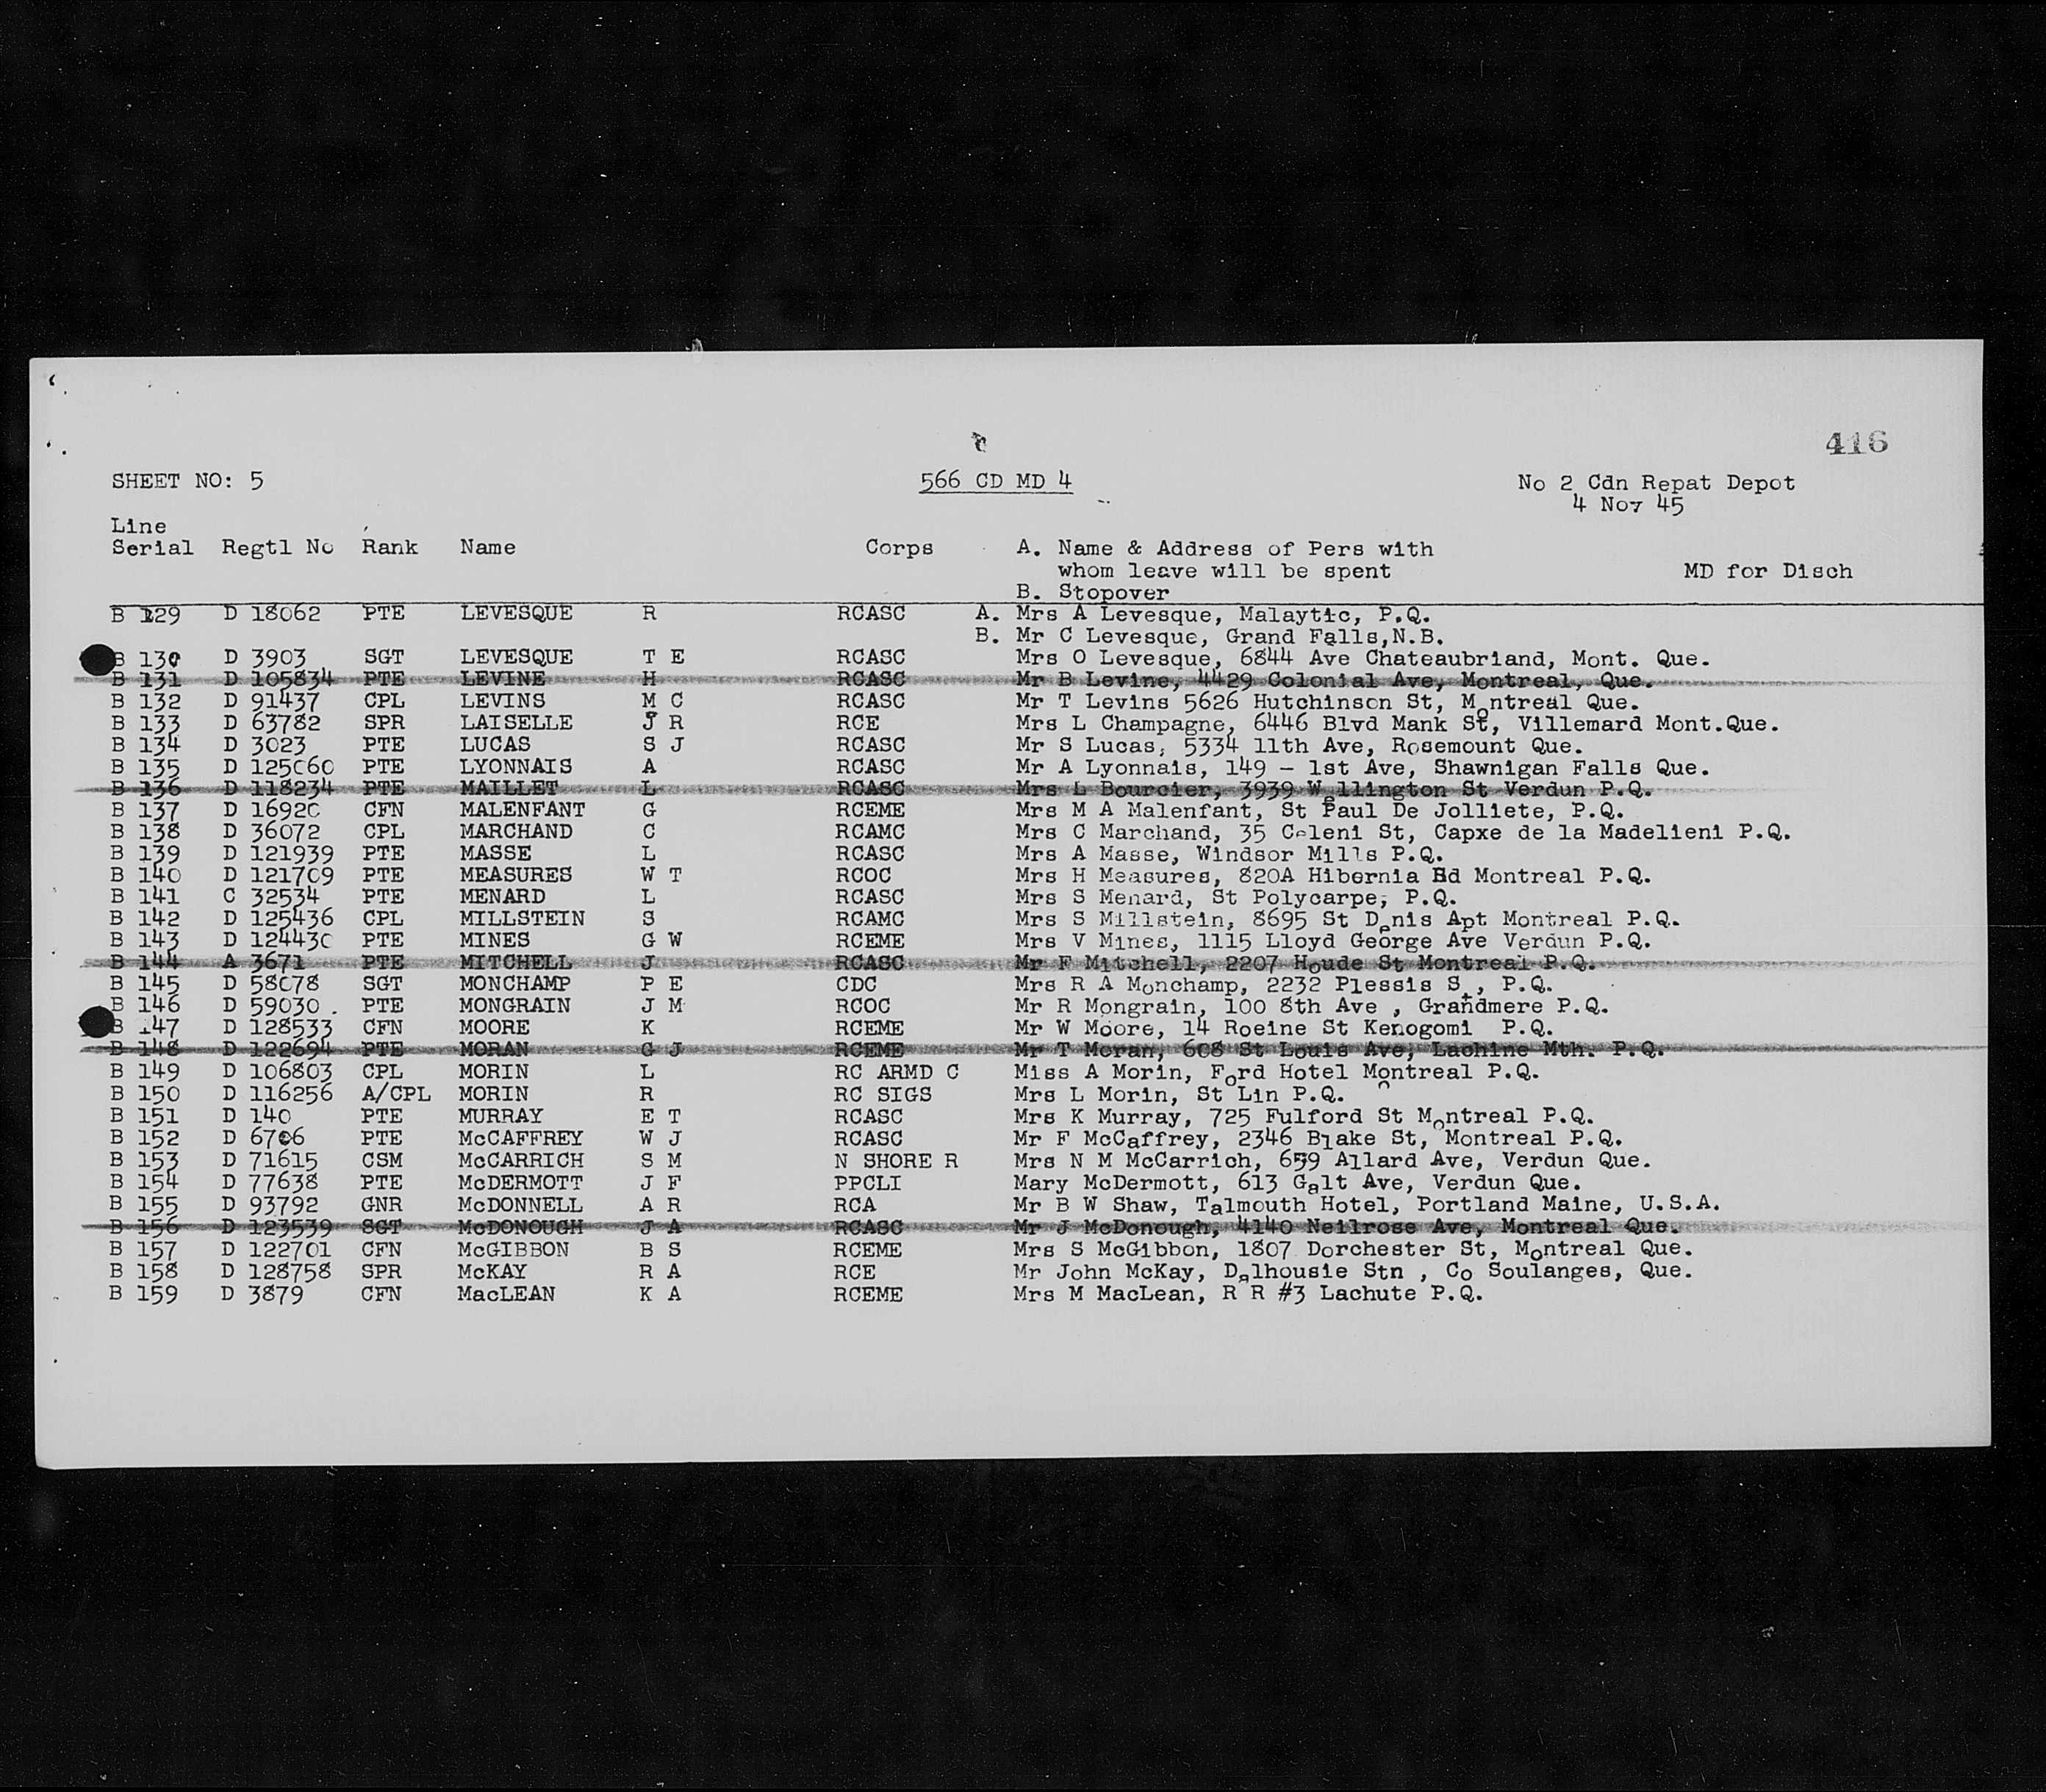 416
SHEET NO: 5 566 CD MD 4 No 2 Cdn Repat Depot
4 Nov 45
Line
Serial Regtl No Rank Name Corps A. Name & Address of Pers with
whom leave will be spent MD for Disch
B. Stopover
B 129 D 18062 PTE LEVESQUE R RCASC A. Mrs A Levesque, Malaytic, P.Q.
B. Mr C Levesque, Grand Falls,N.B.
B 130 D 3903 SGT LEVESQUE T E RCASC Mrs O Levesque, 6844 Ave Chateaubriand, Mont. Que.
B 131 D 105834 PTE LEVINE H RCASC Mr B Levine, 4429 Colonial Ave, Montreal, Que.
B 132 D 91437 CPL LEVINS M C RCASC Mr T Levins 5626 Hutchinson St, Montreal Que.
B 133 D 63782 SPR LAISELLE J R RCE Mrs L Champagne, 6446 Blvd Mank St, Villemard Mont.Que.
B 134 D 3023 PTE LUCAS S J RCASC Mr S Lucas, 5334 11th Ave, Rosemount Que.
B 135 D 125060 PTE LYONNAIS A RCASC Mr A Lyonnais, 149 - 1st Ave, Shawnigan Falls Que.
B 136 D 118234 PTE MAILLET L RCASC Mrs L Bourcier, 3939 Wellington St Verdun P.Q.
B 137 D 16920 CFN MALENFANT G RCEME Mrs M A Malenfant, St Paul De Jolliete, P.Q.
B 138 D 36072 CPL MARCHAND C RCAMC Mrs C Marchand, 35 Celeni St, Capxe de la Madelieni P.Q.
B 139 D 121939 PTE MASSE L RCASC Mrs A Masse, Windsor Mills P.Q.
B 140 D 121709 PTE MEASURES W T RCOC Mrs H Measures, 820A Hibernia Rd Montreal P.Q.
B 141 C 32534 PTE MENARD L RCASC Mrs S Menard, St Polycarpe, P.Q.
B 142 D 125436 CPL MILLSTEIN S RCAMC Mrs S Millstein, 8695 St Denis Apt Montreal P.Q.
B 143 D 124430 PTE MINES G W RCEME Mrs V Mines, 1115 Lloyd George Ave Verdun P.Q.
B 144 A 3671 PTE MITCHELL J RCASC Mr F Mitchell, 2207 Houde St Montreal P.Q.
B 145 D 58078 SGT MONCHAMP P E CDC Mrs R A Monchamp, 2232 Plessis St, P.Q.
B 146 D 59030 PTE MONGRAIN J M RCOC Mr R Mongrain, 100 8th Ave , Grandmere P.Q.
B 147 D 128533 CFN MOORE K RCEME Mr W Moore, 14 Roeine St Kenogomi P.Q.
B 148 D 122694 PTE MORAN G J RCEME Mr T Moran, 608 St Louis Ave, Lachine Mth. P.Q.
B 149 D 106803 CPL MORIN L RC ARMD C Miss A Morin, Ford Hotel Montreal P.Q.
B 150 D 116256 A/CPL MORIN R RC SIGS Mrs L Morin, St Lin P.Q.
B 151 D 140 PTE MURRAY E T RCASC Mrs K Murray, 725 Fulford St Montreal P.Q.
B 152 D 6706 PTE McCAFFREY W J RCASC Mr F McCaffrey, 2346 Blake St, Montreal P.Q.
B 153 D 71615 CSM McCARRICH S M N SHORE R Mrs N M McCarrich, 659 Allard Ave, Verdun Que.
B 154 D 77638 PTE McDERMOTT J F PPCLI Mary McDermott, 613 Galt Ave, Verdun Que.
B 155 D 93792 GNR McDONNELL A R RCA Mr B W Shaw, Talmouth Hotel, Portland Maine, U.S.A.
B 156 D 123539 SGT McDONOUGH J A RCASC Mr J McDonough, 4140 Neilrose Ave, Montreal Que.
B 157 D 122701 CFN McGIBBON B S RCEME Mrs S McGibbon, 1807 Dorchester St, Montreal Que.
B 158 D 128758 SPR McKAY R A RCE Mr John McKay, Dalhousie Stn , Co Soulanges, Que.
B 159 D 3879 CFN MacLEAN K A RCEME Mrs M MacLean, R R #3 Lachute P.Q.